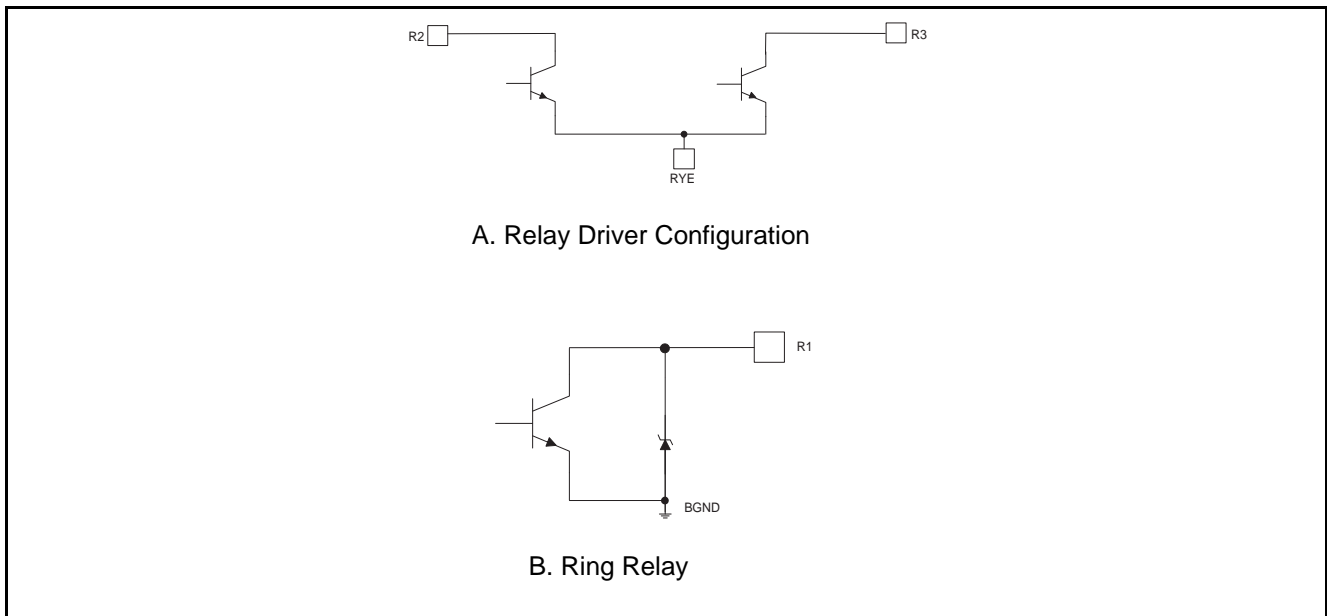 R2
R3
RYE
A. Relay Driver Configuration
R1
BGND
B. Ring Relay